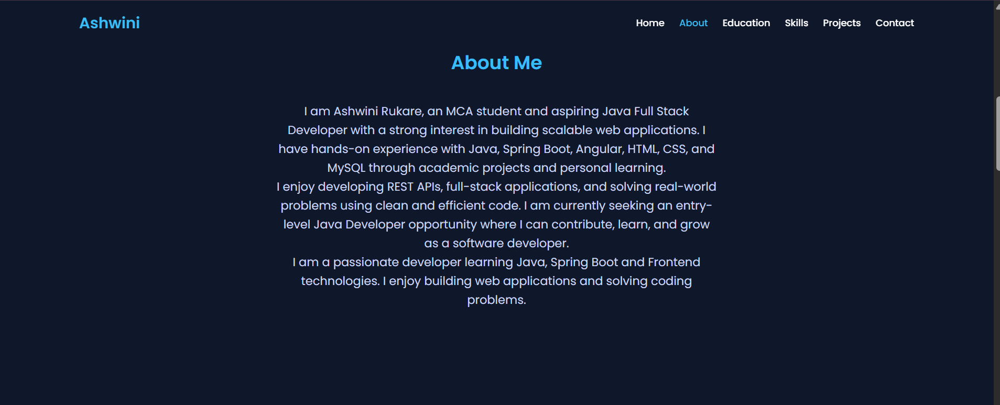 Ashwini
Home About Education Skills Projects Contact
About Me
I am Ashwini Rukare, an MCA student and aspiring Java Full Stack
Developer with a strong interest in building scalable web applications. I
have hands-on experience with Java, Spring Boot, Angular, HTML, CSS, and
MySQL through academic projects and personal learning.
I enjoy developing REST APIs, full-stack applications, and solving real-world
problems using clean and efficient code. I am currently seeking an entry-
level Java Developer opportunity where I can contribute, learn, and grow
as a software developer.
I am a passionate developer learning Java, Spring Boot and Frontend
technologies. I enjoy building web applications and solving coding
problems.